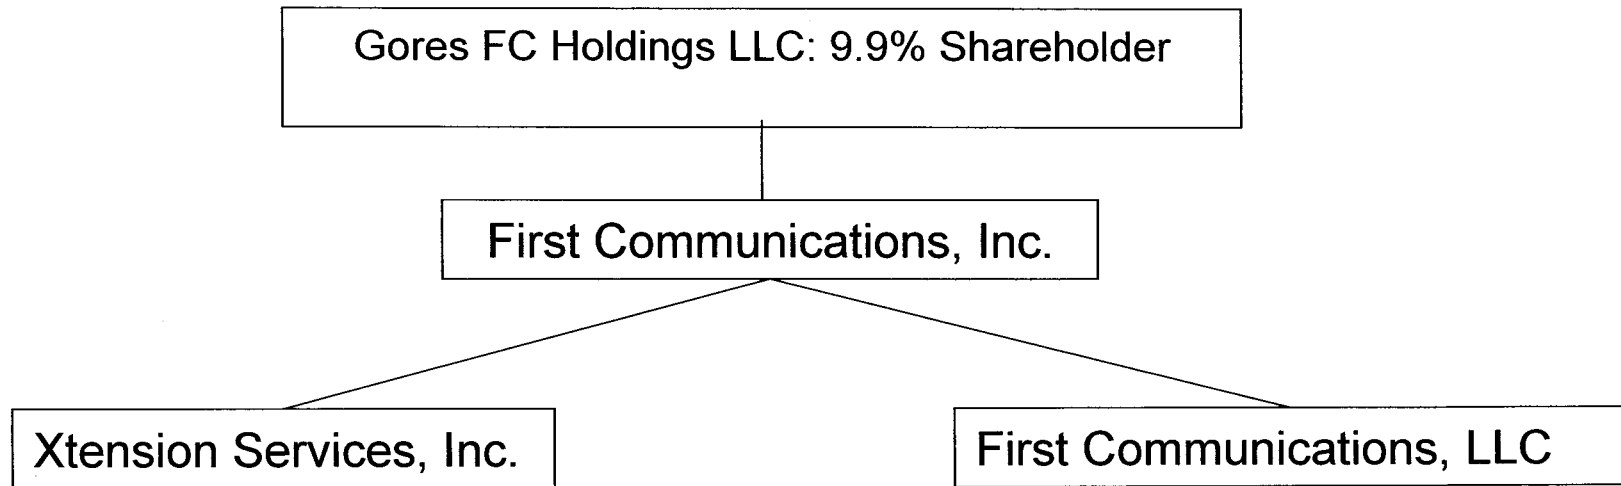 Gores FC Holdings LLC: 9.9% Shareholder
First Communications, Inc.
Xtension Services, Inc.
First Communications, LLC